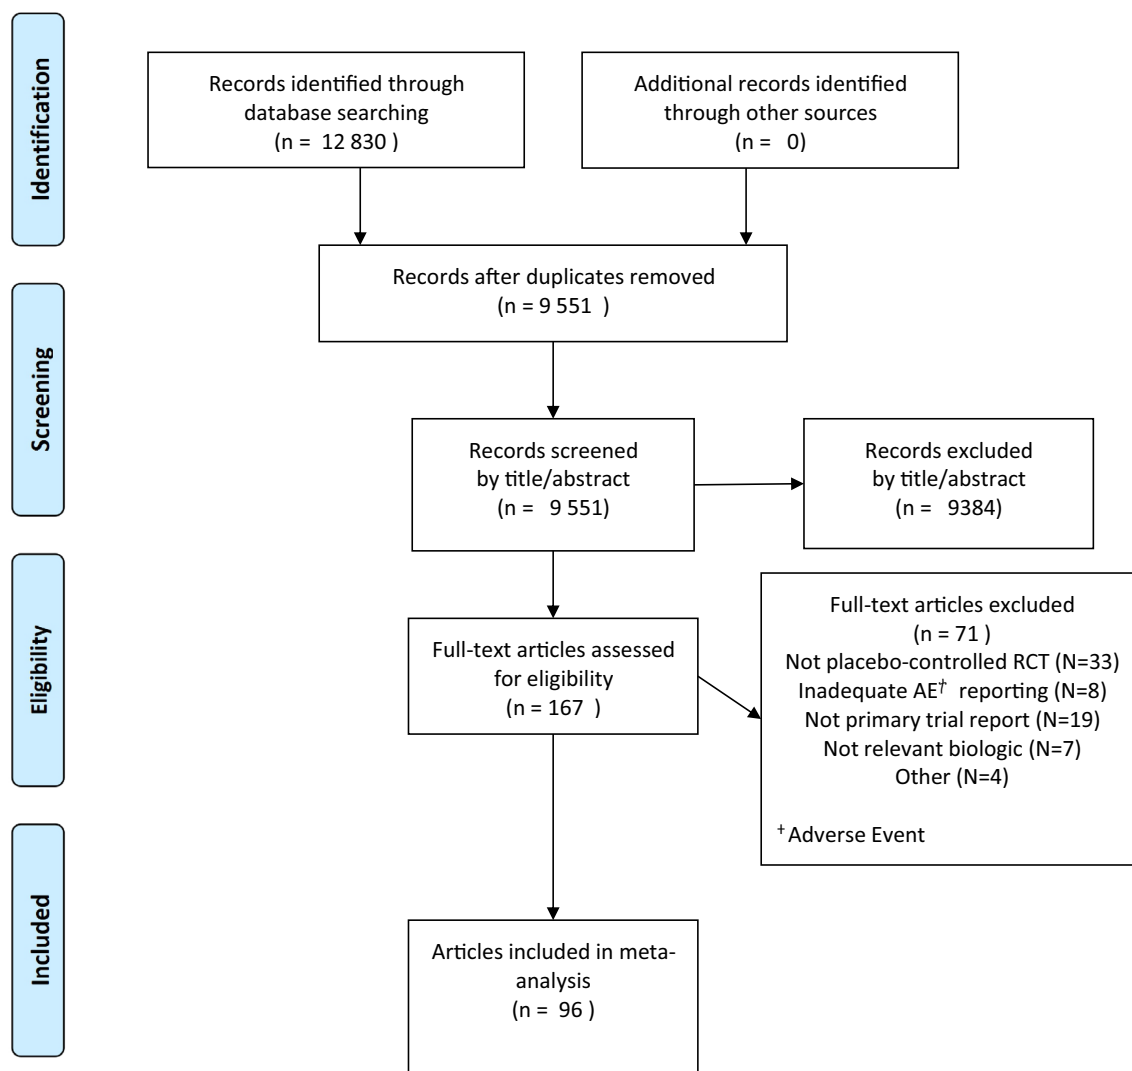 Identification
Records identified through
database searching
(n = 12 830 )
Additional records identified
through other sources
(n = 0)
Records after duplicates removed
(n = 9 551 )
Screening
Records screened
by title/abstract
(n = 9 551)
Records excluded
by title/abstract
(n = 9384)
Eligibility
Full-text articles assessed
for eligibility
(n = 167 )
Full-text articles excluded
(n = 71 )
Not placebo-controlled RCT (N=33)
Inadequate AE† reporting (N=8)
Not primary trial report (N=19)
Not relevant biologic (N=7)
Other (N=4)
†Adverse Event
Included
Articles included in meta-
analysis
(n = 96 )